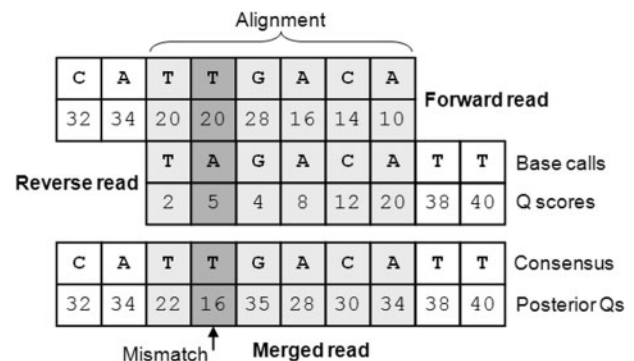 Alignment
C A T T G A C A
Forward read
32 34 20 20 28 16 14 10
T A G A C A T T Base calls
Reverse read
2 5 4 8 12 20 38 40 Q scores
C A T T G A C A T T Consensus
32 34 22 16 35 28 30 34 38 40 Posterior Qs
Mismatch Merged read